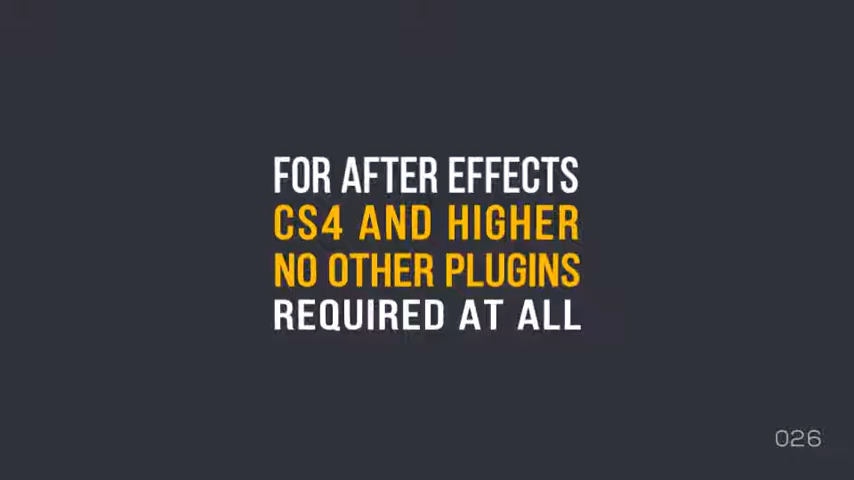 FOR AFTER EFFECTS
CS4 AND HIGHER
NO OTHER PLUGINS
REQUIRED AT ALL
026